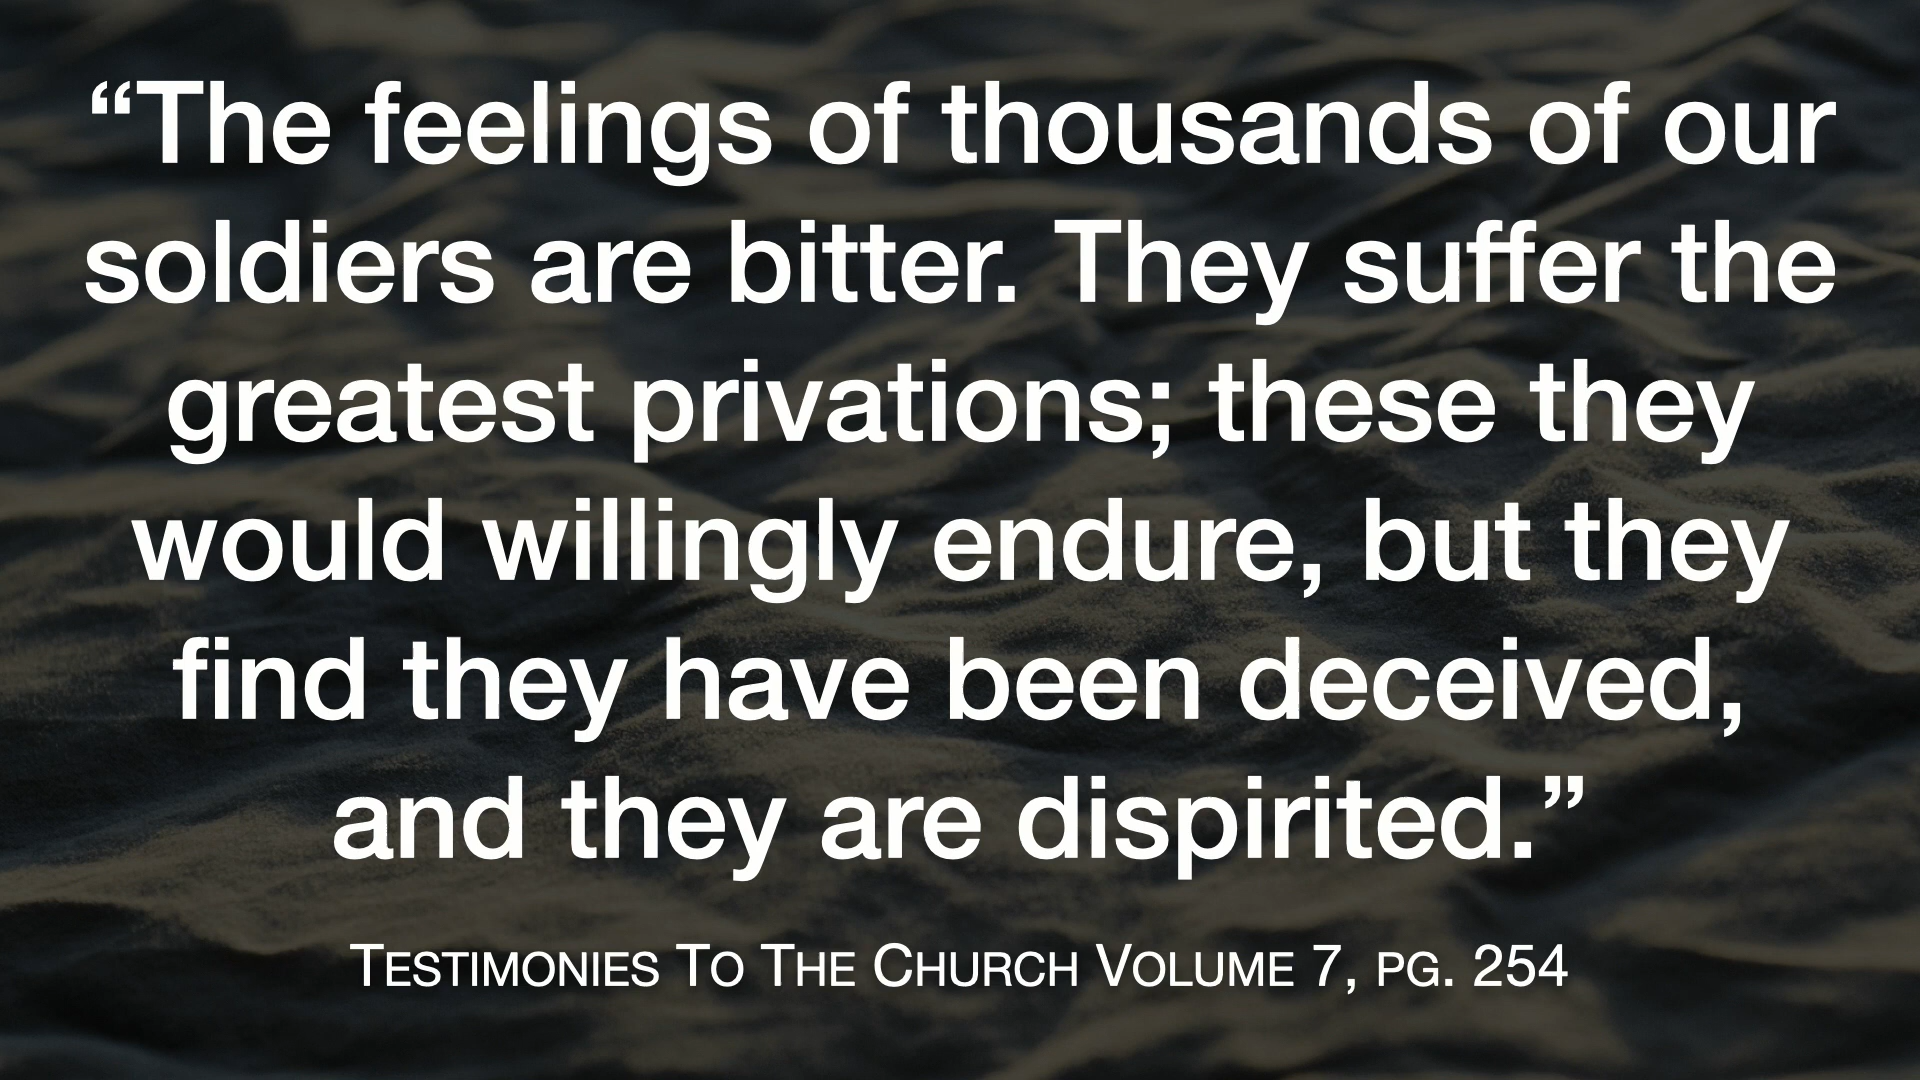 “The feelings of thousands of our
soldiers are bitter. They suffer the
greatest privations; these they
would willingly endure, but they
find they have been deceived,
and they are dispirited.”
Testimonies To The Church Volume 7, pg. 254